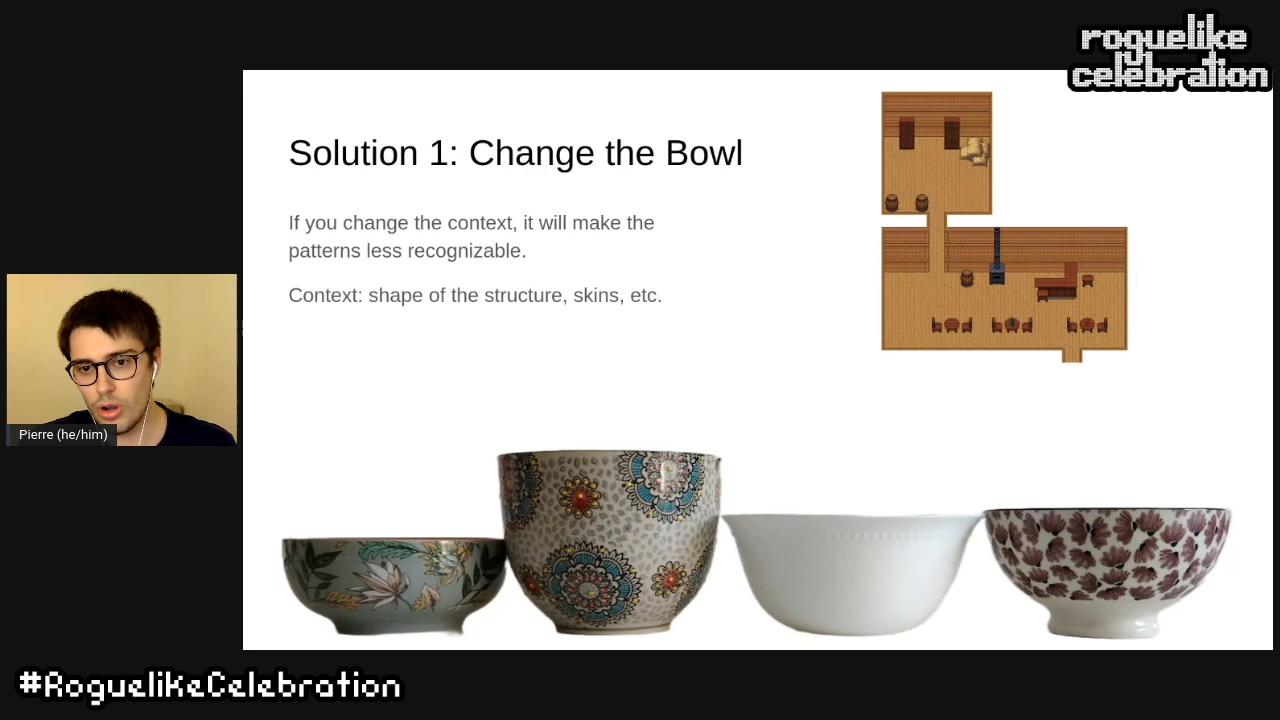 roguelike
celebration
Solution 1: Change the Bowl
If you change the context, it will make the
patterns less recognizable.
Context: shape of the structure, skins, etc.
Pierre (he/him)
#RoguelikeCelebration